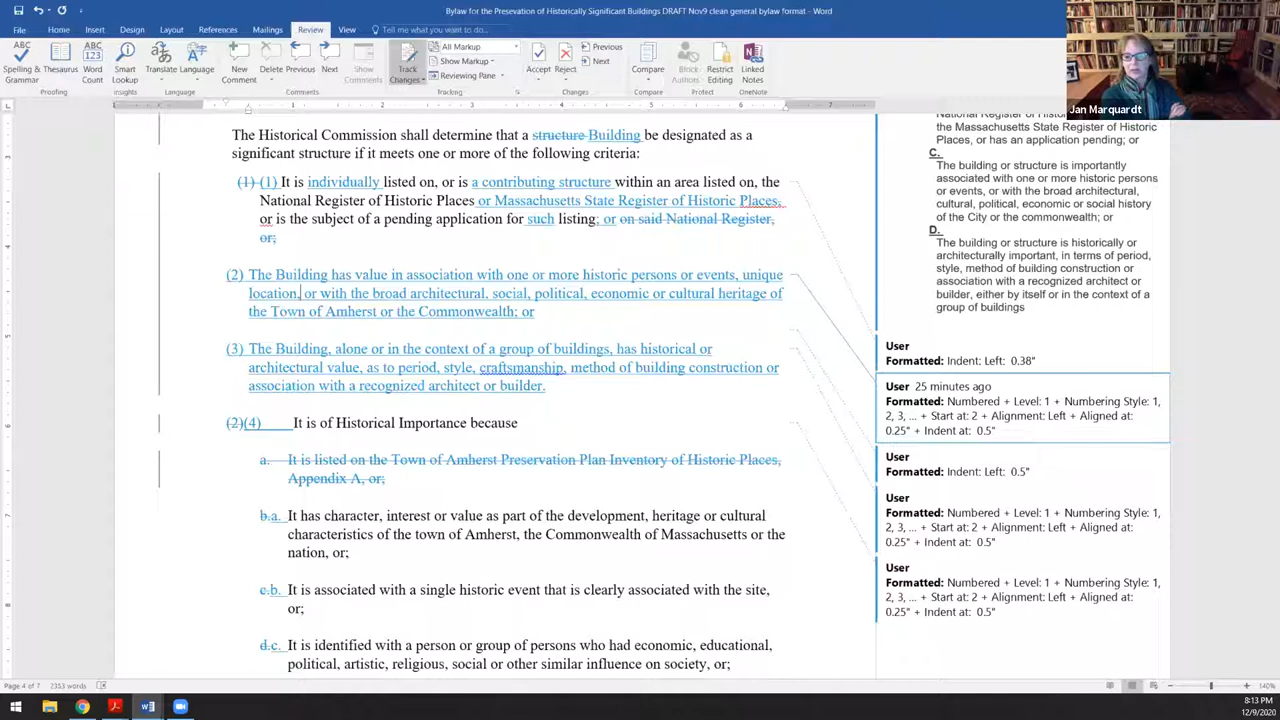 Bylaw for the Presevation of Historically Significant Buildings DRAFT Nov9 clean general bylaw format - Word
File Home Insert Design Layout References Mailings Review View Tell me what you want to do...
ABC Spelling & Grammar
Thesaurus
ABC 123 Word Count
Smart Lookup
Translate
Language
New Comment
Delete
Previous
Next
Show Comments
Track Changes
All Markup
Show Markup
Reviewing Pane
Accept
Reject
Previous
Next
Compare
Block Authors
Restrict Editing
Linked Notes
Proofing Insights Language Comments Tracking Changes Compare Protect OneNote
Jan Marquardt
The Historical Commission shall determine that a structure Building be designated as a
significant structure if it meets one or more of the following criteria:
(1) (1) It is individually listed on, or is a contributing structure within an area listed on, the
National Register of Historic Places or Massachusetts State Register of Historic Places,
or is the subject of a pending application for such listing; or on said National Register,
or;
(2) The Building has value in association with one or more historic persons or events, unique
location, or with the broad architectural, social, political, economic or cultural heritage of
the Town of Amherst or the Commonwealth; or
(3) The Building, alone or in the context of a group of buildings, has historical or
architectural value, as to period, style, craftsmanship, method of building construction or
association with a recognized architect or builder.
(2)(4) It is of Historical Importance because
a. It is listed on the Town of Amherst Preservation Plan Inventory of Historic Places,
Appendix A, or;
b.a. It has character, interest or value as part of the development, heritage or cultural
characteristics of the town of Amherst, the Commonwealth of Massachusetts or the
nation, or;
c.b. It is associated with a single historic event that is clearly associated with the site,
or;
d.c. It is identified with a person or group of persons who had economic, educational,
political, artistic, religious, social or other similar influence on society, or;
National Register of Historic Places or
the Massachusetts State Register of Historic
Places, or has an application pending; or
C.
The building or structure is importantly
associated with one or more historic persons
or events, or with the broad architectural,
cultural, political, economic or social history
of the City or the commonwealth; or
D.
The building or structure is historically or
architecturally important, in terms of period,
style, method of building construction or
association with a recognized architect or
builder, either by itself or in the context of a
group of buildings
User
Formatted: Indent: Left: 0.38"
User 25 minutes ago
Formatted: Numbered + Level: 1 + Numbering Style: 1,
2, 3, ... + Start at: 2 + Alignment: Left + Aligned at:
0.25" + Indent at: 0.5"
User
Formatted: Indent: Left: 0.5"
User
Formatted: Numbered + Level: 1 + Numbering Style: 1,
2, 3, ... + Start at: 2 + Alignment: Left + Aligned at:
0.25" + Indent at: 0.5"
User
Formatted: Numbered + Level: 1 + Numbering Style: 1,
2, 3, ... + Start at: 2 + Alignment: Left + Aligned at:
0.25" + Indent at: 0.5"
Page 4 of 7 2353 words
140%
8:13 PM
12/9/2020